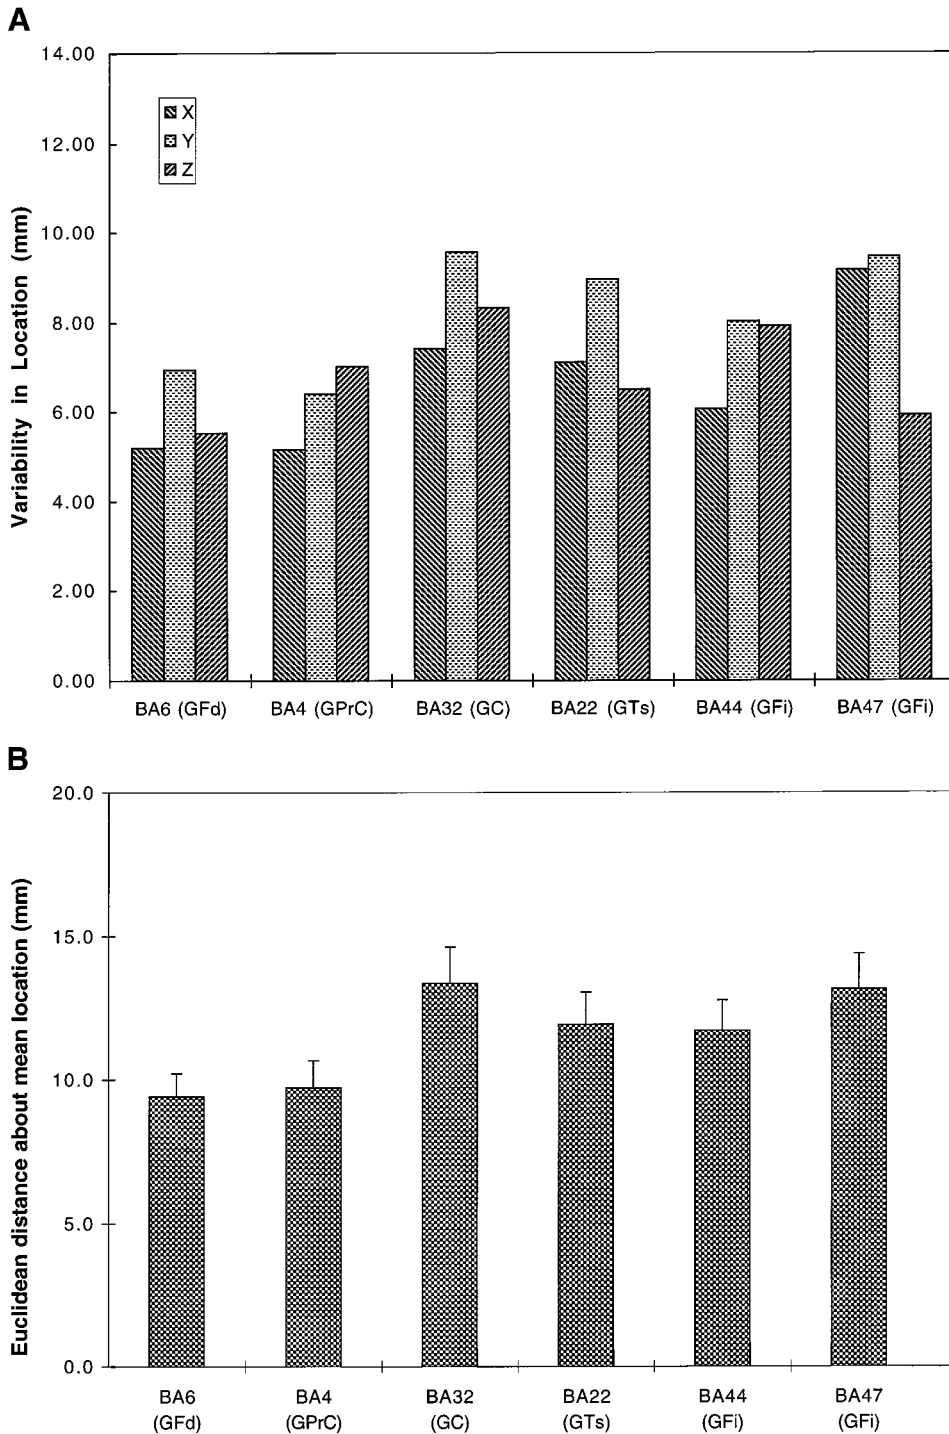 A
14.00
12.00
10.00
8.00
6.00
4.00
2.00
0.00
Variability in Location (mm)
X
Y
Z
BA6 (GFd) BA4 (GPrC) BA32 (GC) BA22 (GTs) BA44 (GFi) BA47 (GFi)
B
20.0
15.0
10.0
5.0
0.0
Euclidean distance about mean location (mm)
BA6 BA4 BA32 BA22 BA44 BA47
(GFd) (GPrC) (GC) (GTs) (GFi) (GFi)